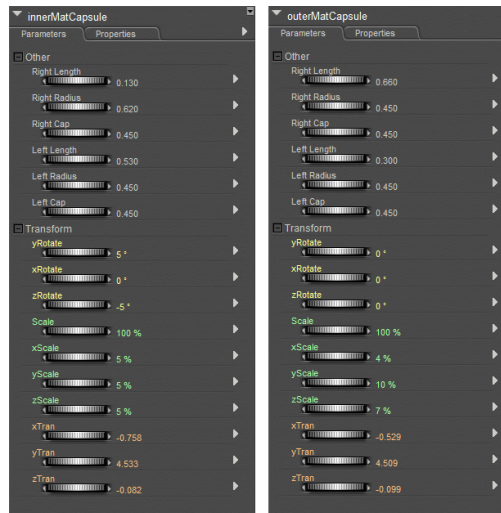 innerMatCapsule
Parameters
Properties
Other
Right Length
0.130
Right Radius
0.620
Right Cap
0.450
Left Length
0.530
Left Radius
0.450
Left Cap
0.450
Transform
yRotate
5 °
xRotate
0 °
zRotate
-5 °
Scale
100 %
xScale
5 %
yScale
5 %
zScale
5 %
xTran
-0.758
yTran
4.533
zTran
-0.082
outerMatCapsule
Parameters
Properties
Other
Right Length
0.660
Right Radius
0.450
Right Cap
0.450
Left Length
0.300
Left Radius
0.450
Left Cap
0.450
Transform
yRotate
0 °
xRotate
0 °
zRotate
0 °
Scale
100 %
xScale
4 %
yScale
10 %
zScale
7 %
xTran
-0.529
yTran
4.509
zTran
-0.099